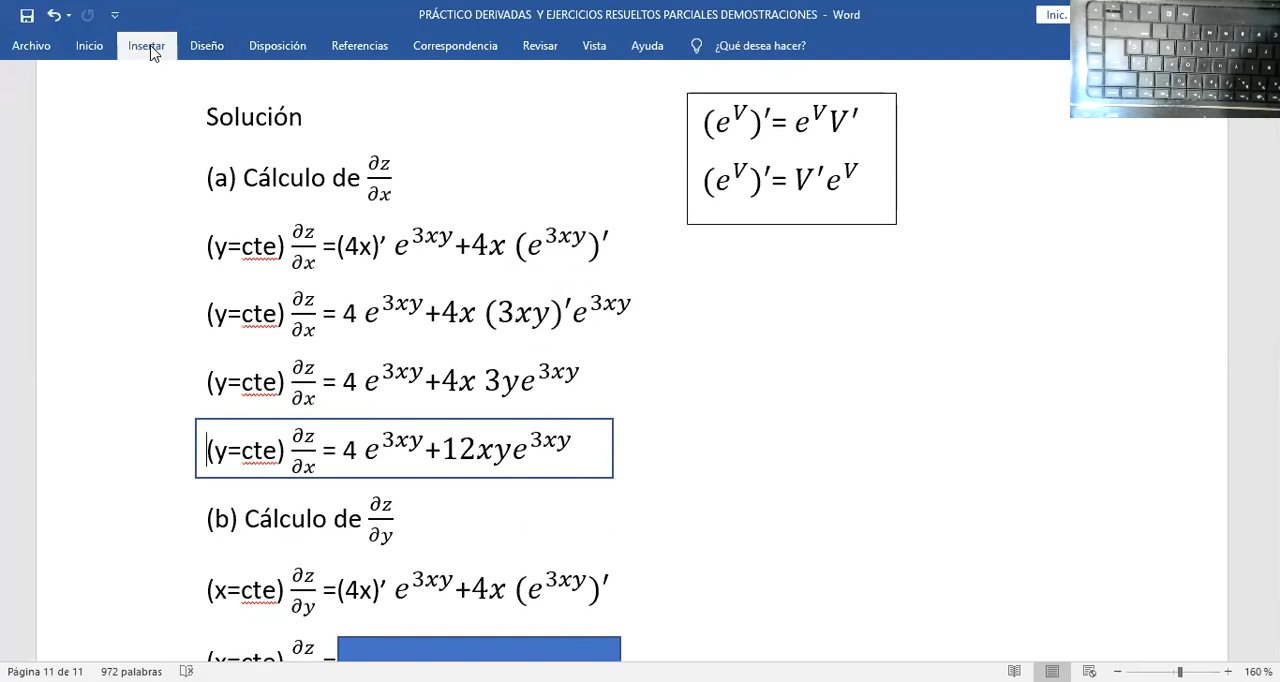 PRÁCTICO DERIVADAS Y EJERCICIOS RESUELTOS PARCIALES DEMOSTRACIONES - Word
Inic.
Archivo Inicio Insertar Diseño Disposición Referencias Correspondencia Revisar Vista Ayuda ¿Qué desea hacer?
Solución
(e^V)′= e^V V′
(e^V)′= V′e^V
(a) Cálculo de ∂z/∂x
(y=cte) ∂z/∂x =(4x)’ e^{3xy}+4x (e^{3xy})′
(y=cte) ∂z/∂x = 4 e^{3xy}+4x (3xy)′e^{3xy}
(y=cte) ∂z/∂x = 4 e^{3xy}+4x 3ye^{3xy}
(y=cte) ∂z/∂x = 4 e^{3xy}+12xye^{3xy}
(b) Cálculo de ∂z/∂y
(x=cte) ∂z/∂y =(4x)’ e^{3xy}+4x (e^{3xy})′
(x=cte) ∂z =
Página 11 de 11 972 palabras 160 %